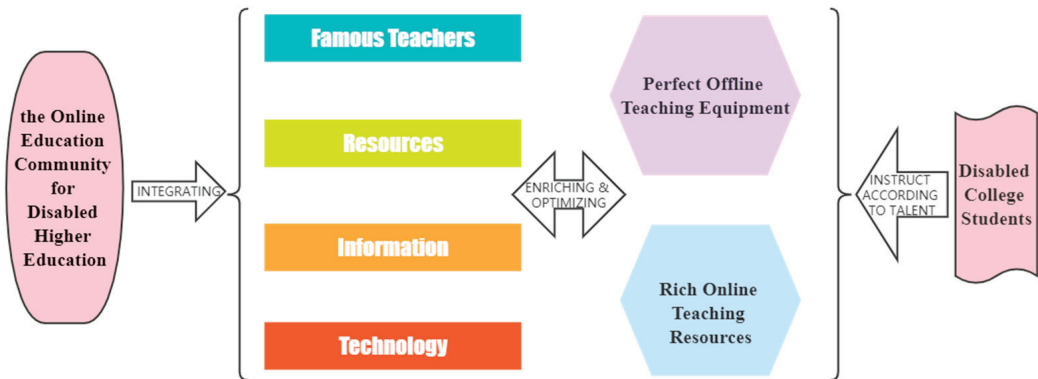 the Online
Education
Community
for
Disabled
Higher
Education
INTEGRATING
Famous Teachers
Resources
Information
Technology
ENRICHING &
OPTIMIZING
Perfect Offline
Teaching Equipment
Rich Online
Teaching
Resources
INSTRUCT
ACCORDING
TO TALENT
Disabled
College
Students